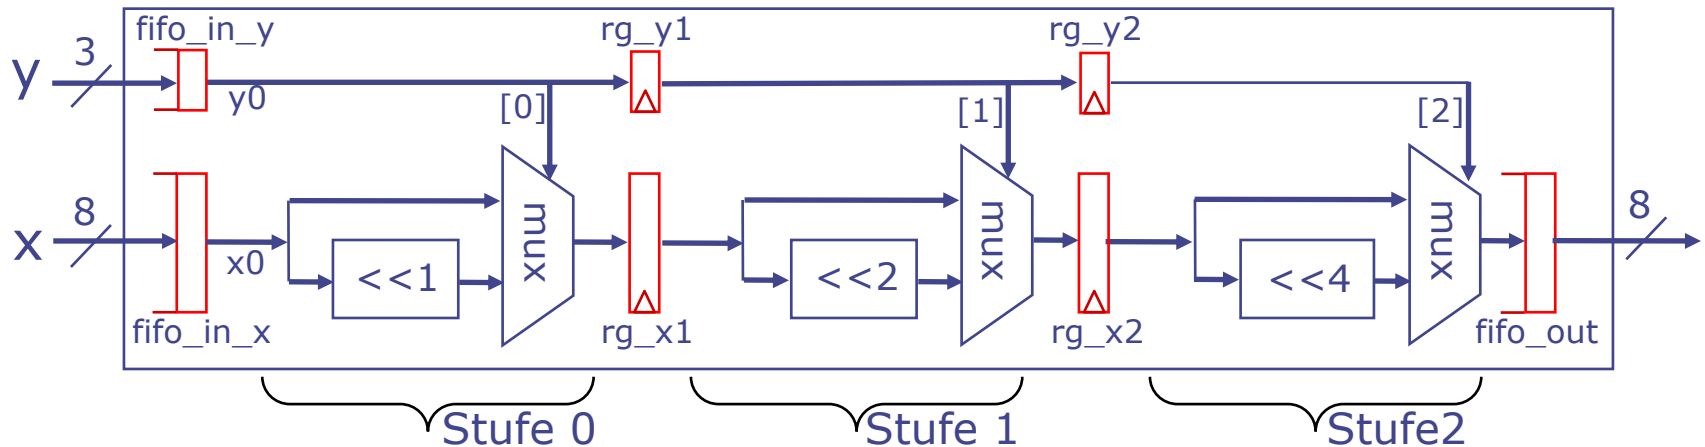 fifo_in_y
rg_y1
rg_y2
3
y
y0
[0]
[1]
[2]
8
x
x0
<<1
mux
<<2
mux
<<4
mux
8
fifo_in_x
rg_x1
rg_x2
fifo_out
Stufe 0
Stufe 1
Stufe2